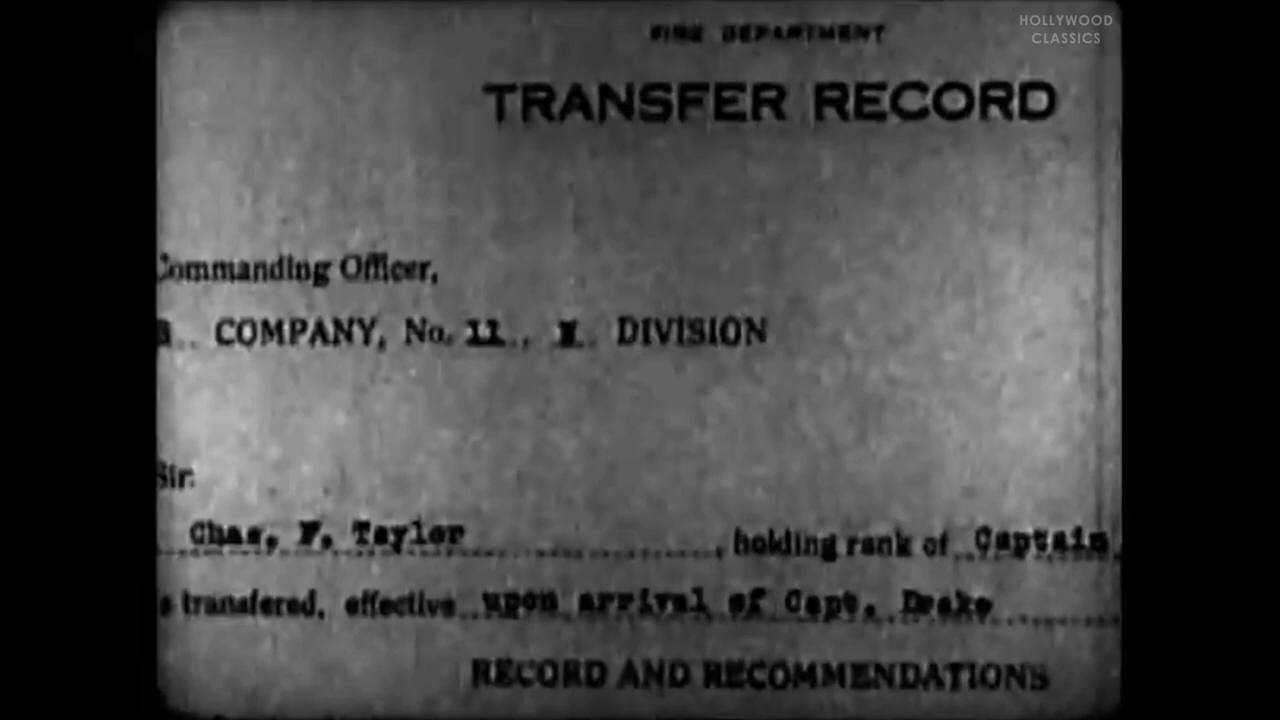 HOLLYWOOD
CLASSICS
FIRE DEPARTMENT
TRANSFER RECORD
Commanding Officer,
COMPANY, No. 11, DIVISION
Sir:
Chas. F. Taylor, holding rank of Captain
transfered, effective upon arrival of Capt. Drake
RECORD AND RECOMMENDATIONS